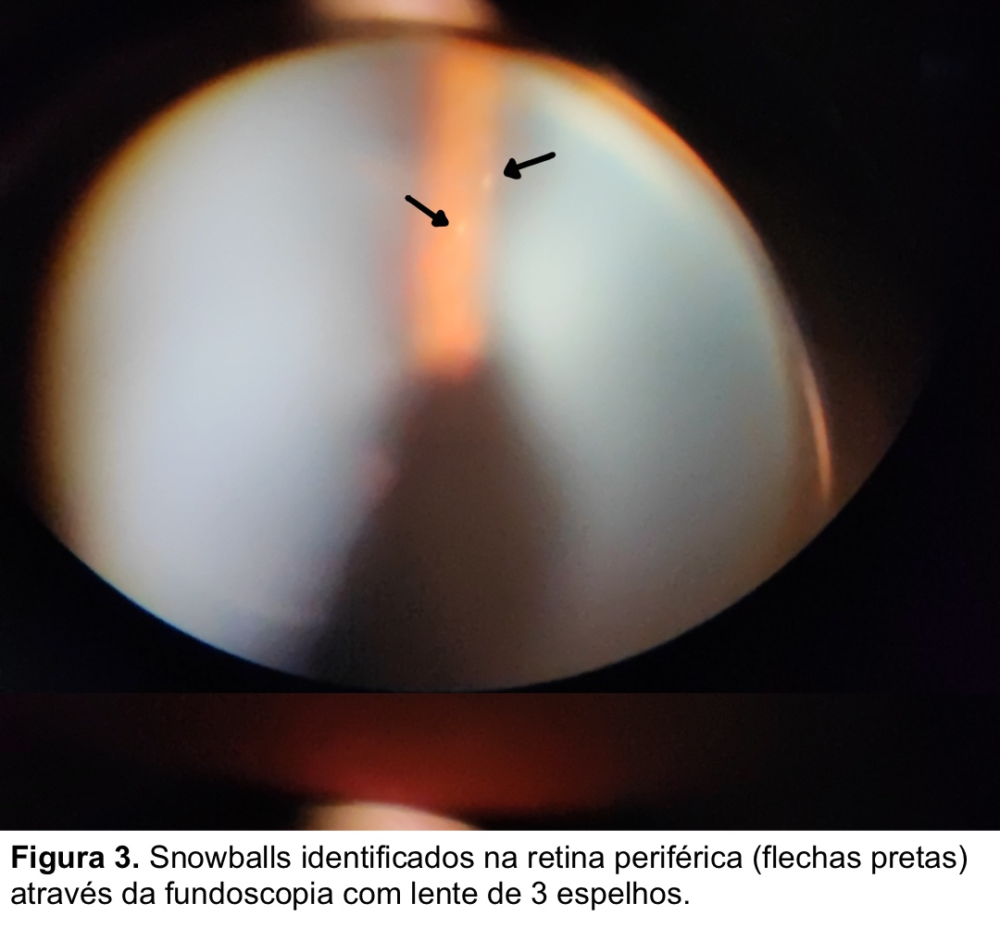 Figura 3. Snowballs identificados na retina periférica (flechas pretas)
através da fundoscopia com lente de 3 espelhos.